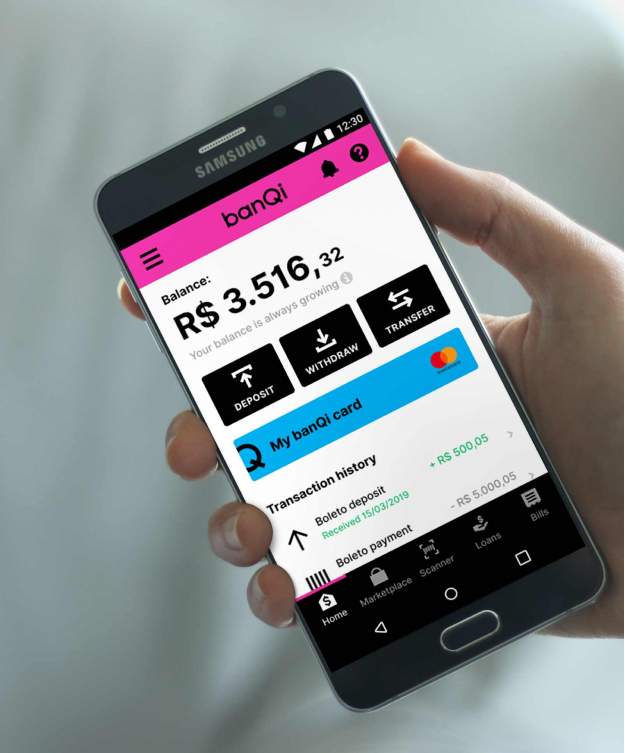 SAMSUNG
12:30
banQi
Balance:
R$ 3.516,32
Your balance is always growing
DEPOSIT
WITHDRAW
TRANSFER
My banQi card
Transaction history
Boleto deposit
+ R$ 500,05
Received 15/03/2019
Boleto payment
- R$ 5.000,05
Home
Marketplace
Scanner
Loans
Bills